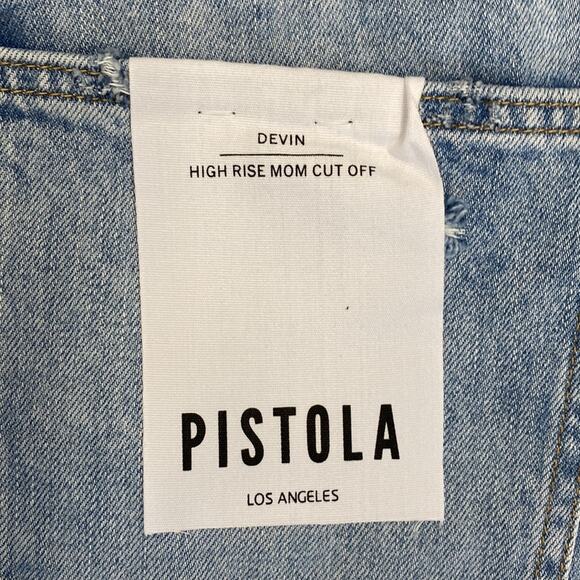 DEVIN
HIGH RISE MOM CUT OFF
PISTOLA
LOS ANGELES